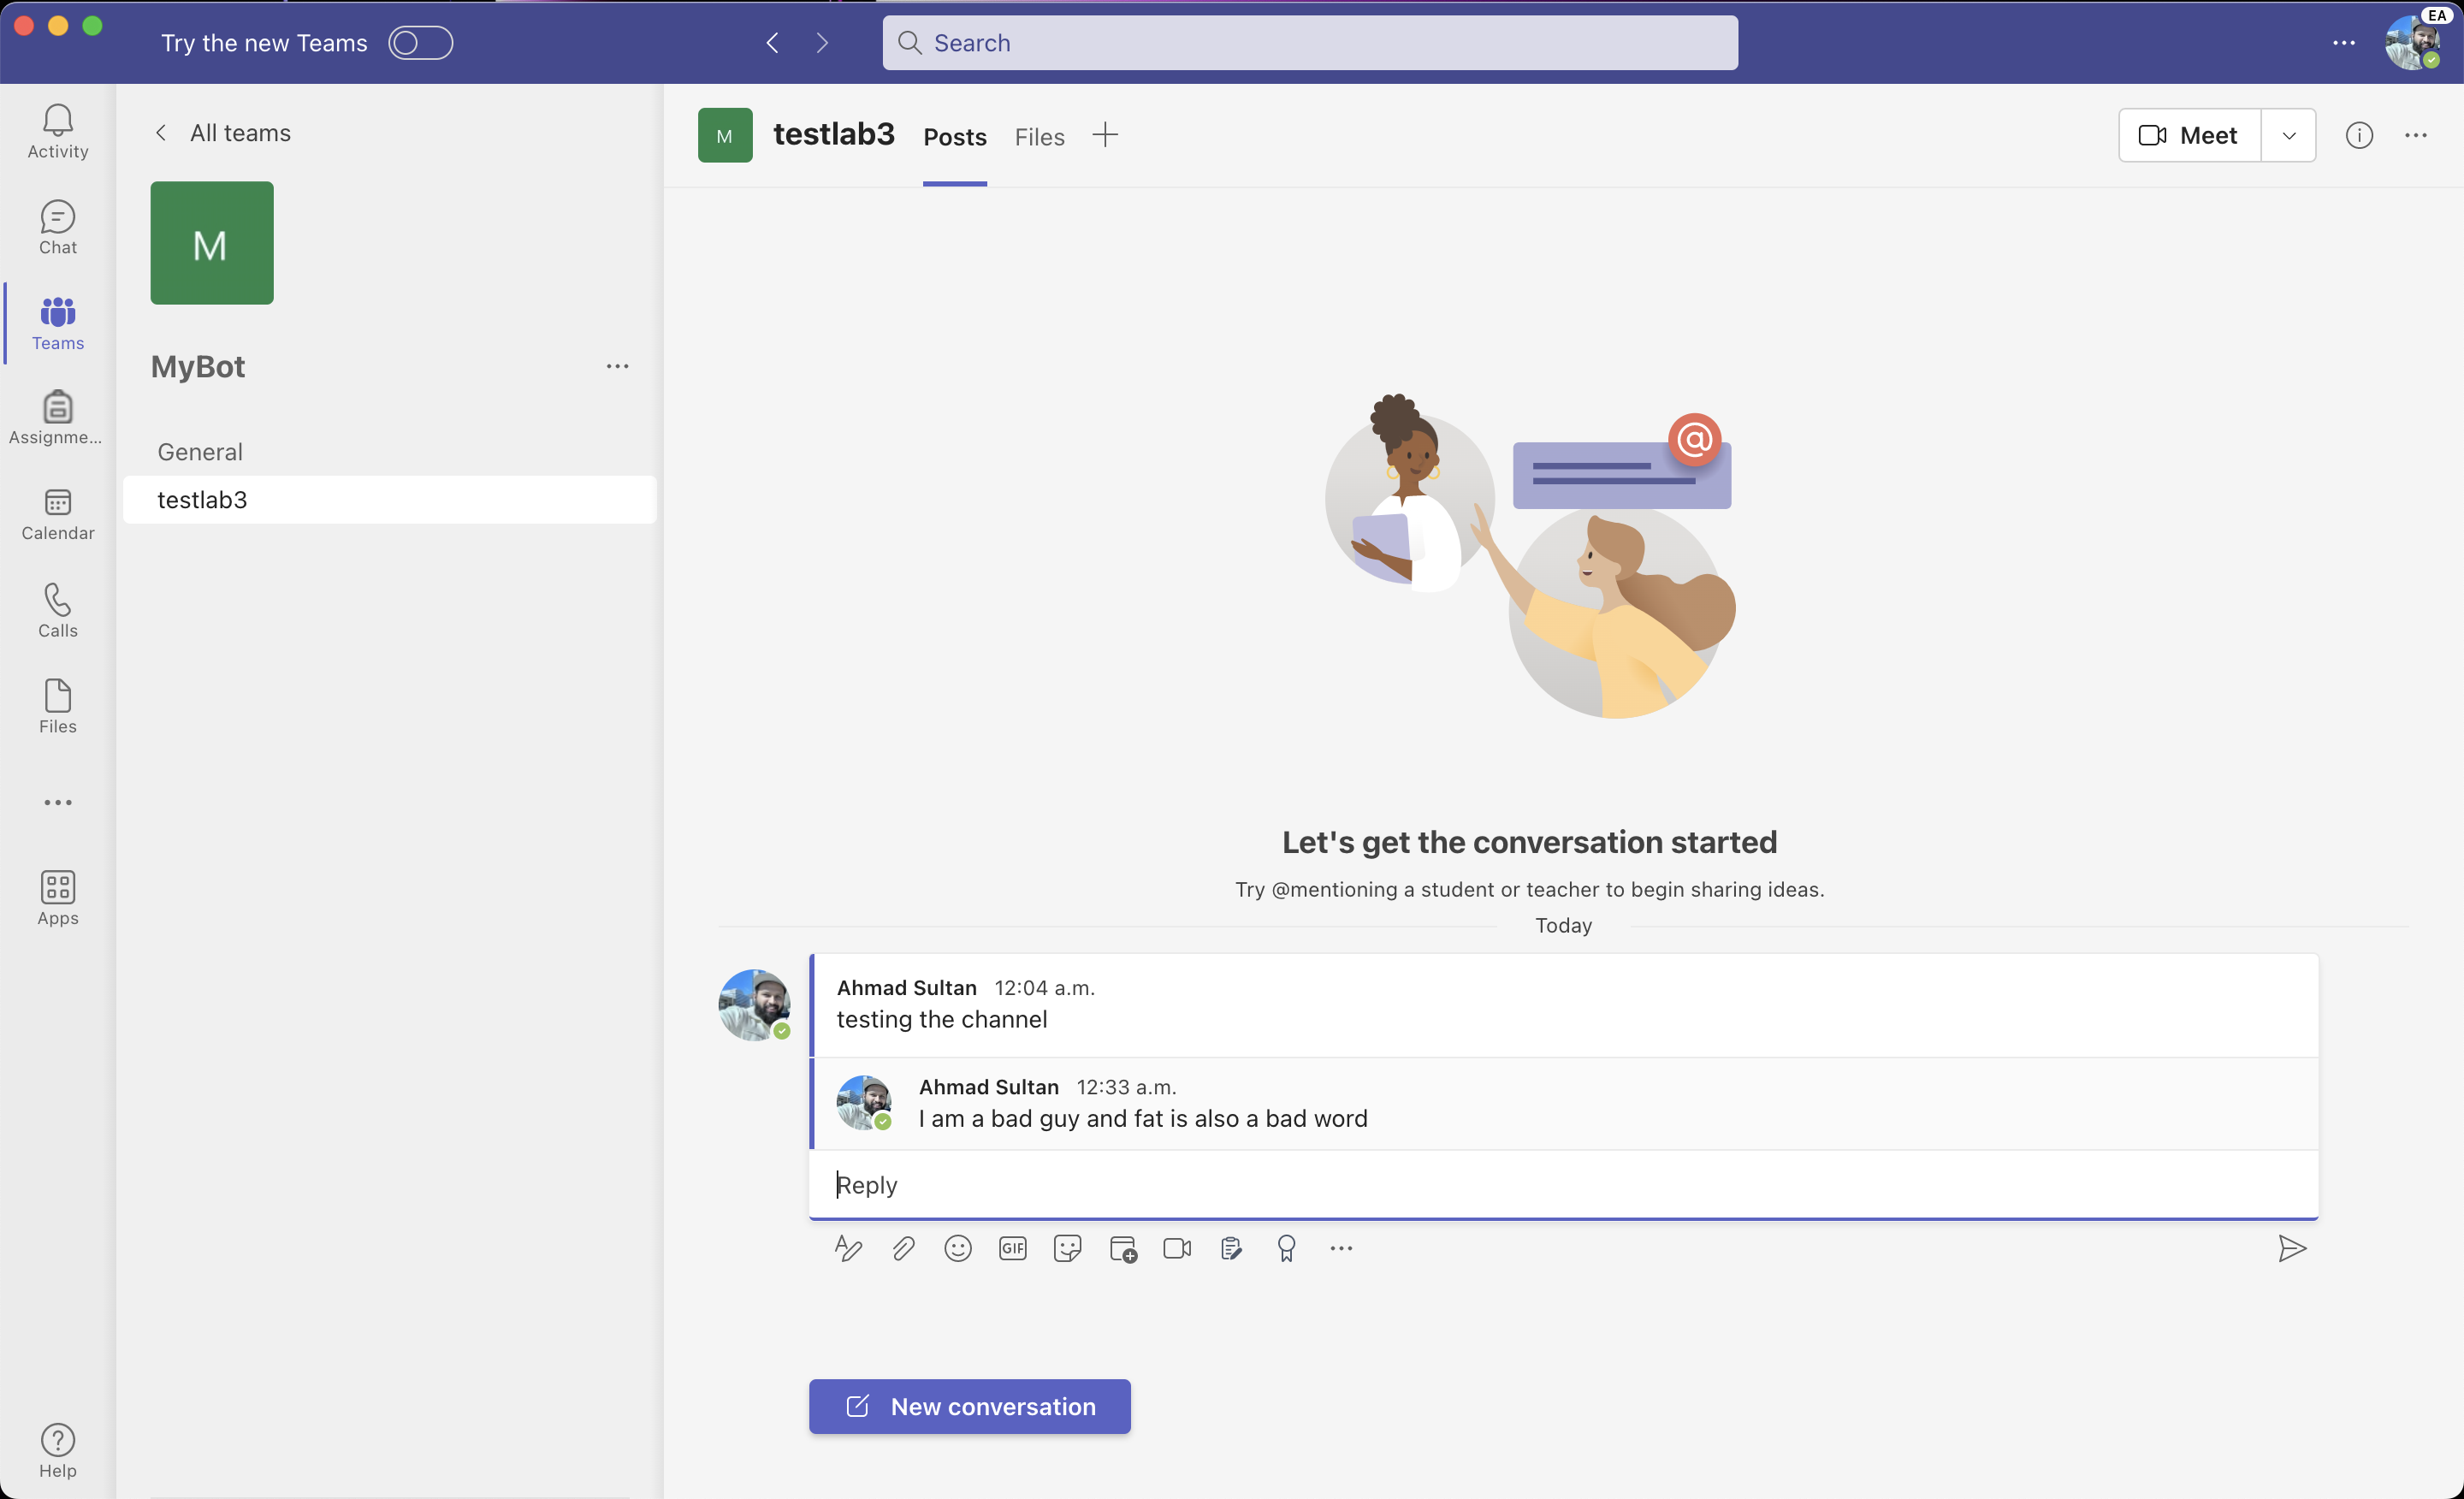 Try the new Teams
Search
EA
Activity
Chat
Teams
Assignme...
Calendar
Calls
Files
Apps
Help
All teams
M
MyBot
General
testlab3
M
testlab3
Posts
Files
Meet
@
Let's get the conversation started
Try @mentioning a student or teacher to begin sharing ideas.
Today
Ahmad Sultan 12:04 a.m.
testing the channel
Ahmad Sultan 12:33 a.m.
I am a bad guy and fat is also a bad word
Reply
GIF
New conversation